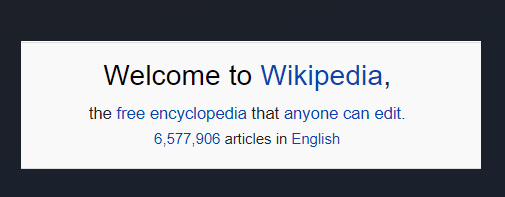 Welcome to Wikipedia,
the free encyclopedia that anyone can edit.
6,577,906 articles in English